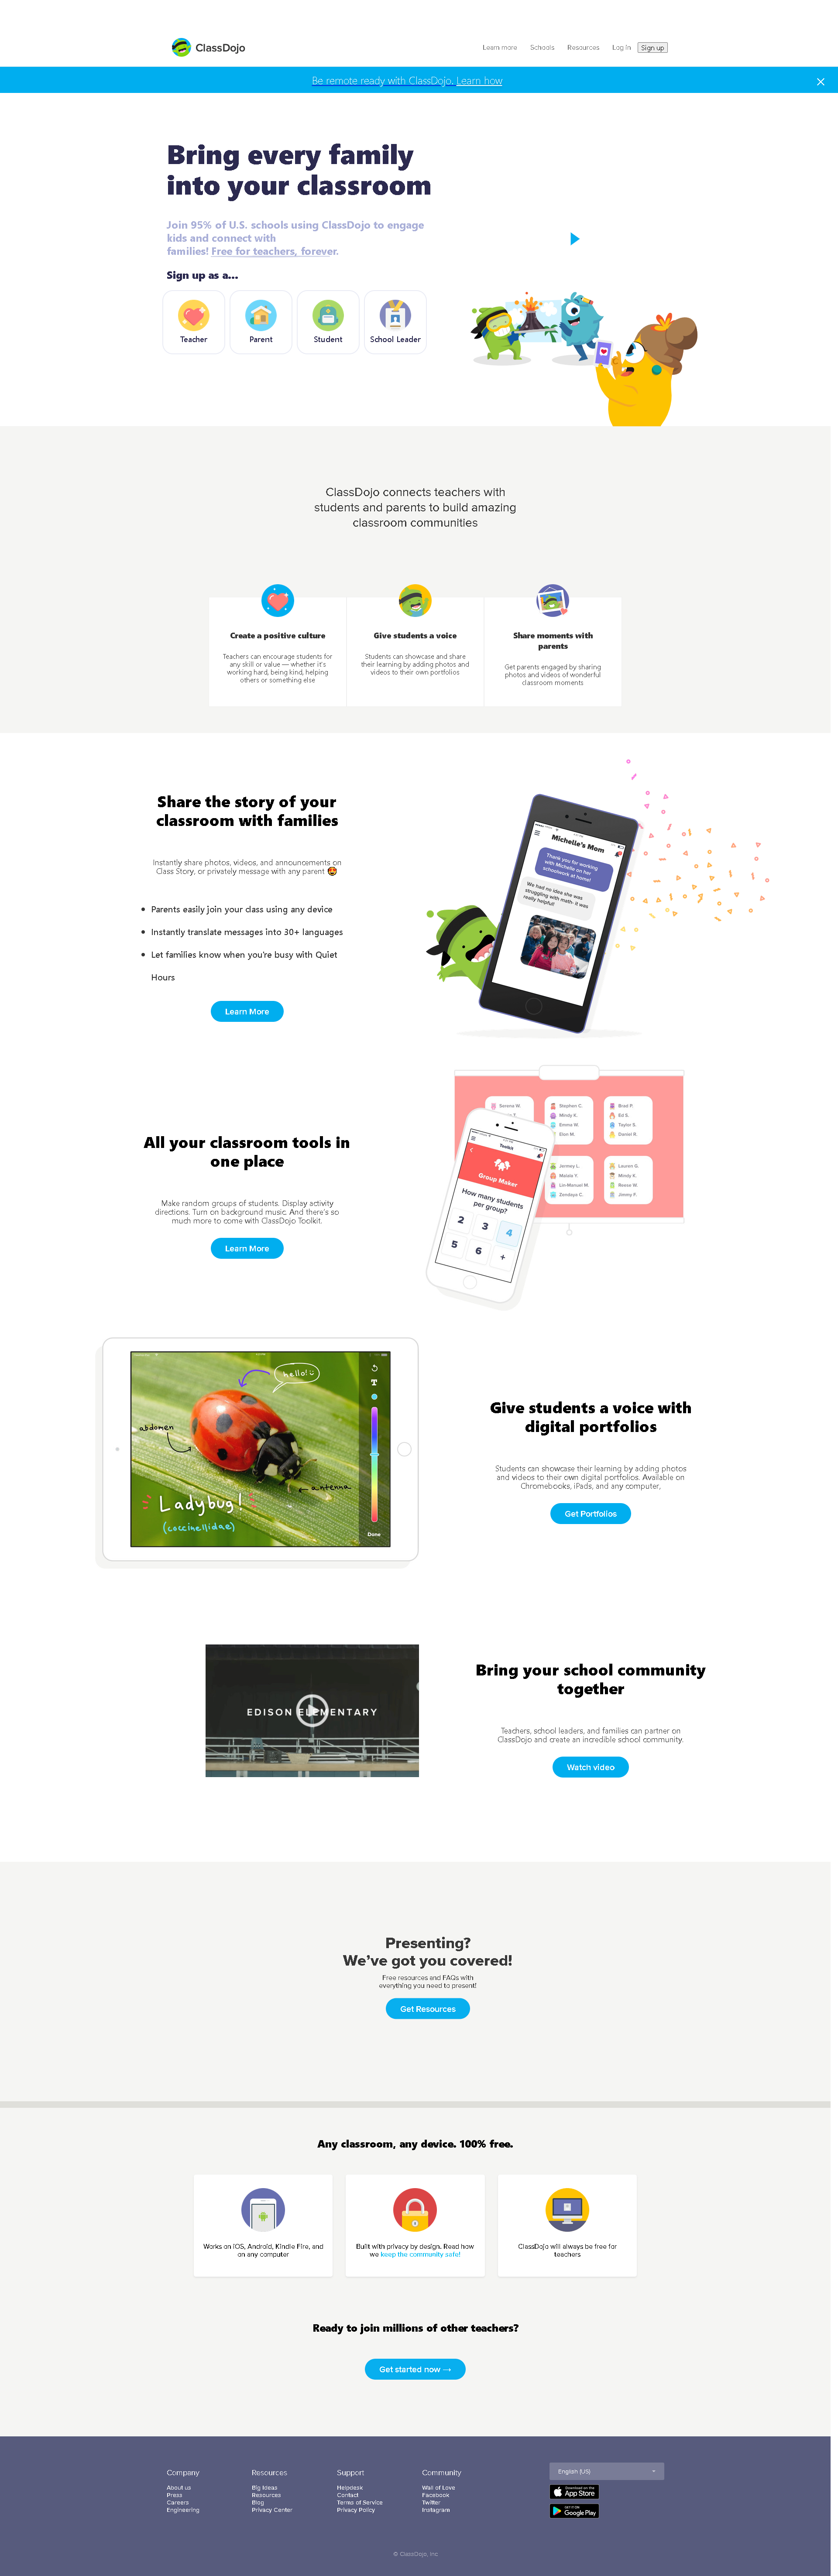 ClassDojo
Learn more
Schools
Resources
Log in
Sign up
Be remote ready with ClassDojo. Learn how
Bring every family
into your classroom
Join 95% of U.S. schools using ClassDojo to engage
kids and connect with
families! Free for teachers, forever.
Sign up as a...
Teacher
Parent
Student
School Leader
ClassDojo connects teachers with
students and parents to build amazing
classroom communities
Create a positive culture
Teachers can encourage students for
any skill or value — whether it's
working hard, being kind, helping
others or something else
Give students a voice
Students can showcase and share
their learning by adding photos and
videos to their own portfolios
Share moments with
parents
Get parents engaged by sharing
photos and videos of wonderful
classroom moments
Share the story of your
classroom with families
Instantly share photos, videos, and announcements on
Class Story, or privately message with any parent 🤩
• Parents easily join your class using any device
• Instantly translate messages into 30+ languages
• Let families know when you're busy with Quiet
Hours
Learn More
Michelle's Mom
Thank you for working
with Michelle on her
schoolwork at home!
We had no idea she was
struggling with math - it was
really helpful!
All your classroom tools in
one place
Make random groups of students. Display activity
directions. Turn on background music. And there's so
much more to come with ClassDojo Toolkit.
Learn More
Serena W.
Stephen C.
Mindy K.
Emma W.
Elon M.
Brad P.
Ed S.
Taylor S.
Daniel R.
Jermey L.
Malala Y.
Lin-Manuel M.
Zendaya C.
Lauren G.
Mindy K.
Reese W.
Jimmy F.
Toolkit
Group Maker
How many students
per group?
2 3 4
5 6 +
hello!
abdomen
antenna
Ladybug!
(coccinellidae)
T
Done
Give students a voice with
digital portfolios
Students can showcase their learning by adding photos
and videos to their own digital portfolios. Available on
Chromebooks, iPads, and any computer,
Get Portfolios
EDISON ELEMENTARY
Bring your school community
together
Teachers, school leaders, and families can partner on
ClassDojo and create an incredible school community.
Watch video
Presenting?
We've got you covered!
Free resources and FAQs with
everything you need to present!
Get Resources
Any classroom, any device. 100% free.
Works on iOS, Android, Kindle Fire, and
on any computer
Built with privacy by design. Read how
we keep the community safe!
ClassDojo will always be free for
teachers
Ready to join millions of other teachers?
Get started now →
Company
About us
Press
Careers
Engineering
Resources
Big Ideas
Resources
Blog
Privacy Center
Support
Helpdesk
Contact
Terms of Service
Privacy Policy
Community
Wall of Love
Facebook
Twitter
Instagram
English (US)
Download on the
App Store
GET IT ON
Google Play
© ClassDojo, Inc